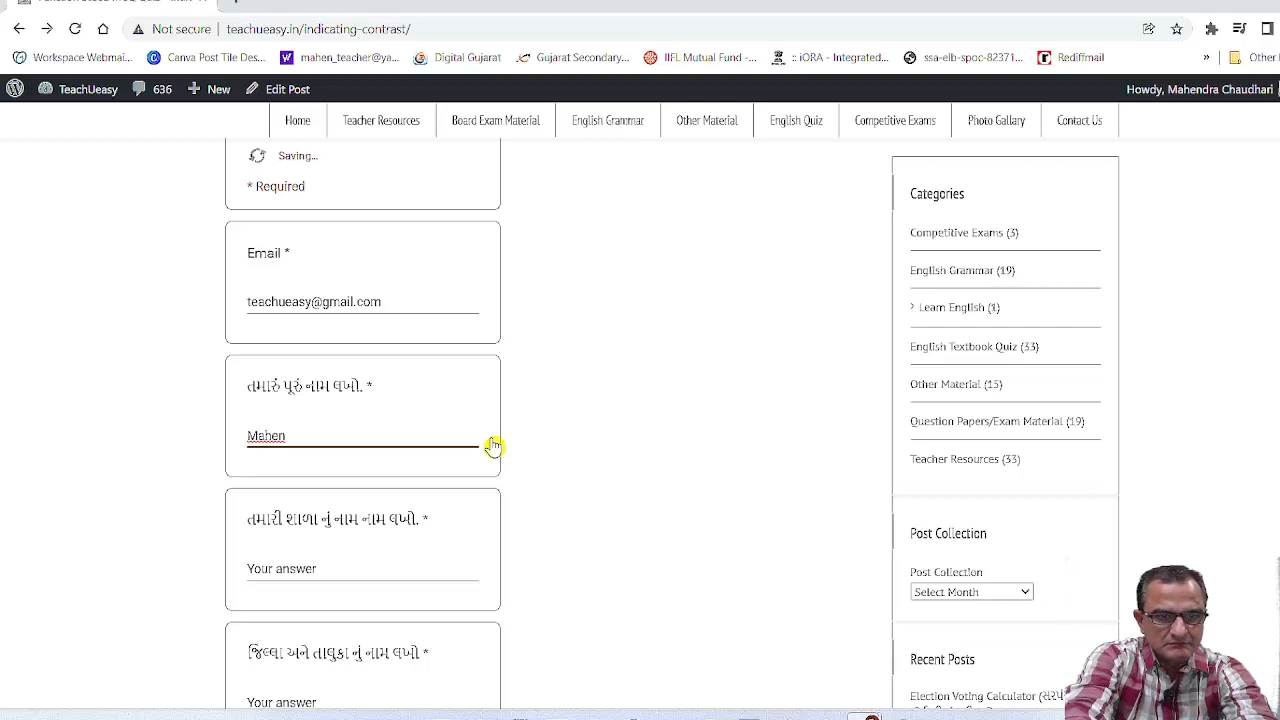 Not secure teachueasy.in/indicating-contrast/
Workspace Webmai... Canva Post Tile Des... mahen_teacher@ya... Digital Gujarat Gujarat Secondary... IIFL Mutual Fund -... iORA - Integrated... ssa-elb-spoc-82371... Rediffmail » Other
TeachUeasy 636 New Edit Post Howdy, Mahendra Chaudhari
Home Teacher Resources Board Exam Material English Grammar Other Material English Quiz Competitive Exams Photo Gallary Contact Us
Saving...
* Required
Email *
teachueasy@gmail.com
તમારું પૂરું નામ લખો. *
Mahen
તમારી શાળા નું નામ નામ લખો. *
Your answer
જિલ્લા અને તાલુકા નું નામ લખો *
Your answer
Categories
Competitive Exams (3)
English Grammar (19)
Learn English (1)
English Textbook Quiz (33)
Other Material (15)
Question Papers/Exam Material (19)
Teacher Resources (33)
Post Collection
Post Collection
Select Month
Recent Posts
Election Voting Calculator